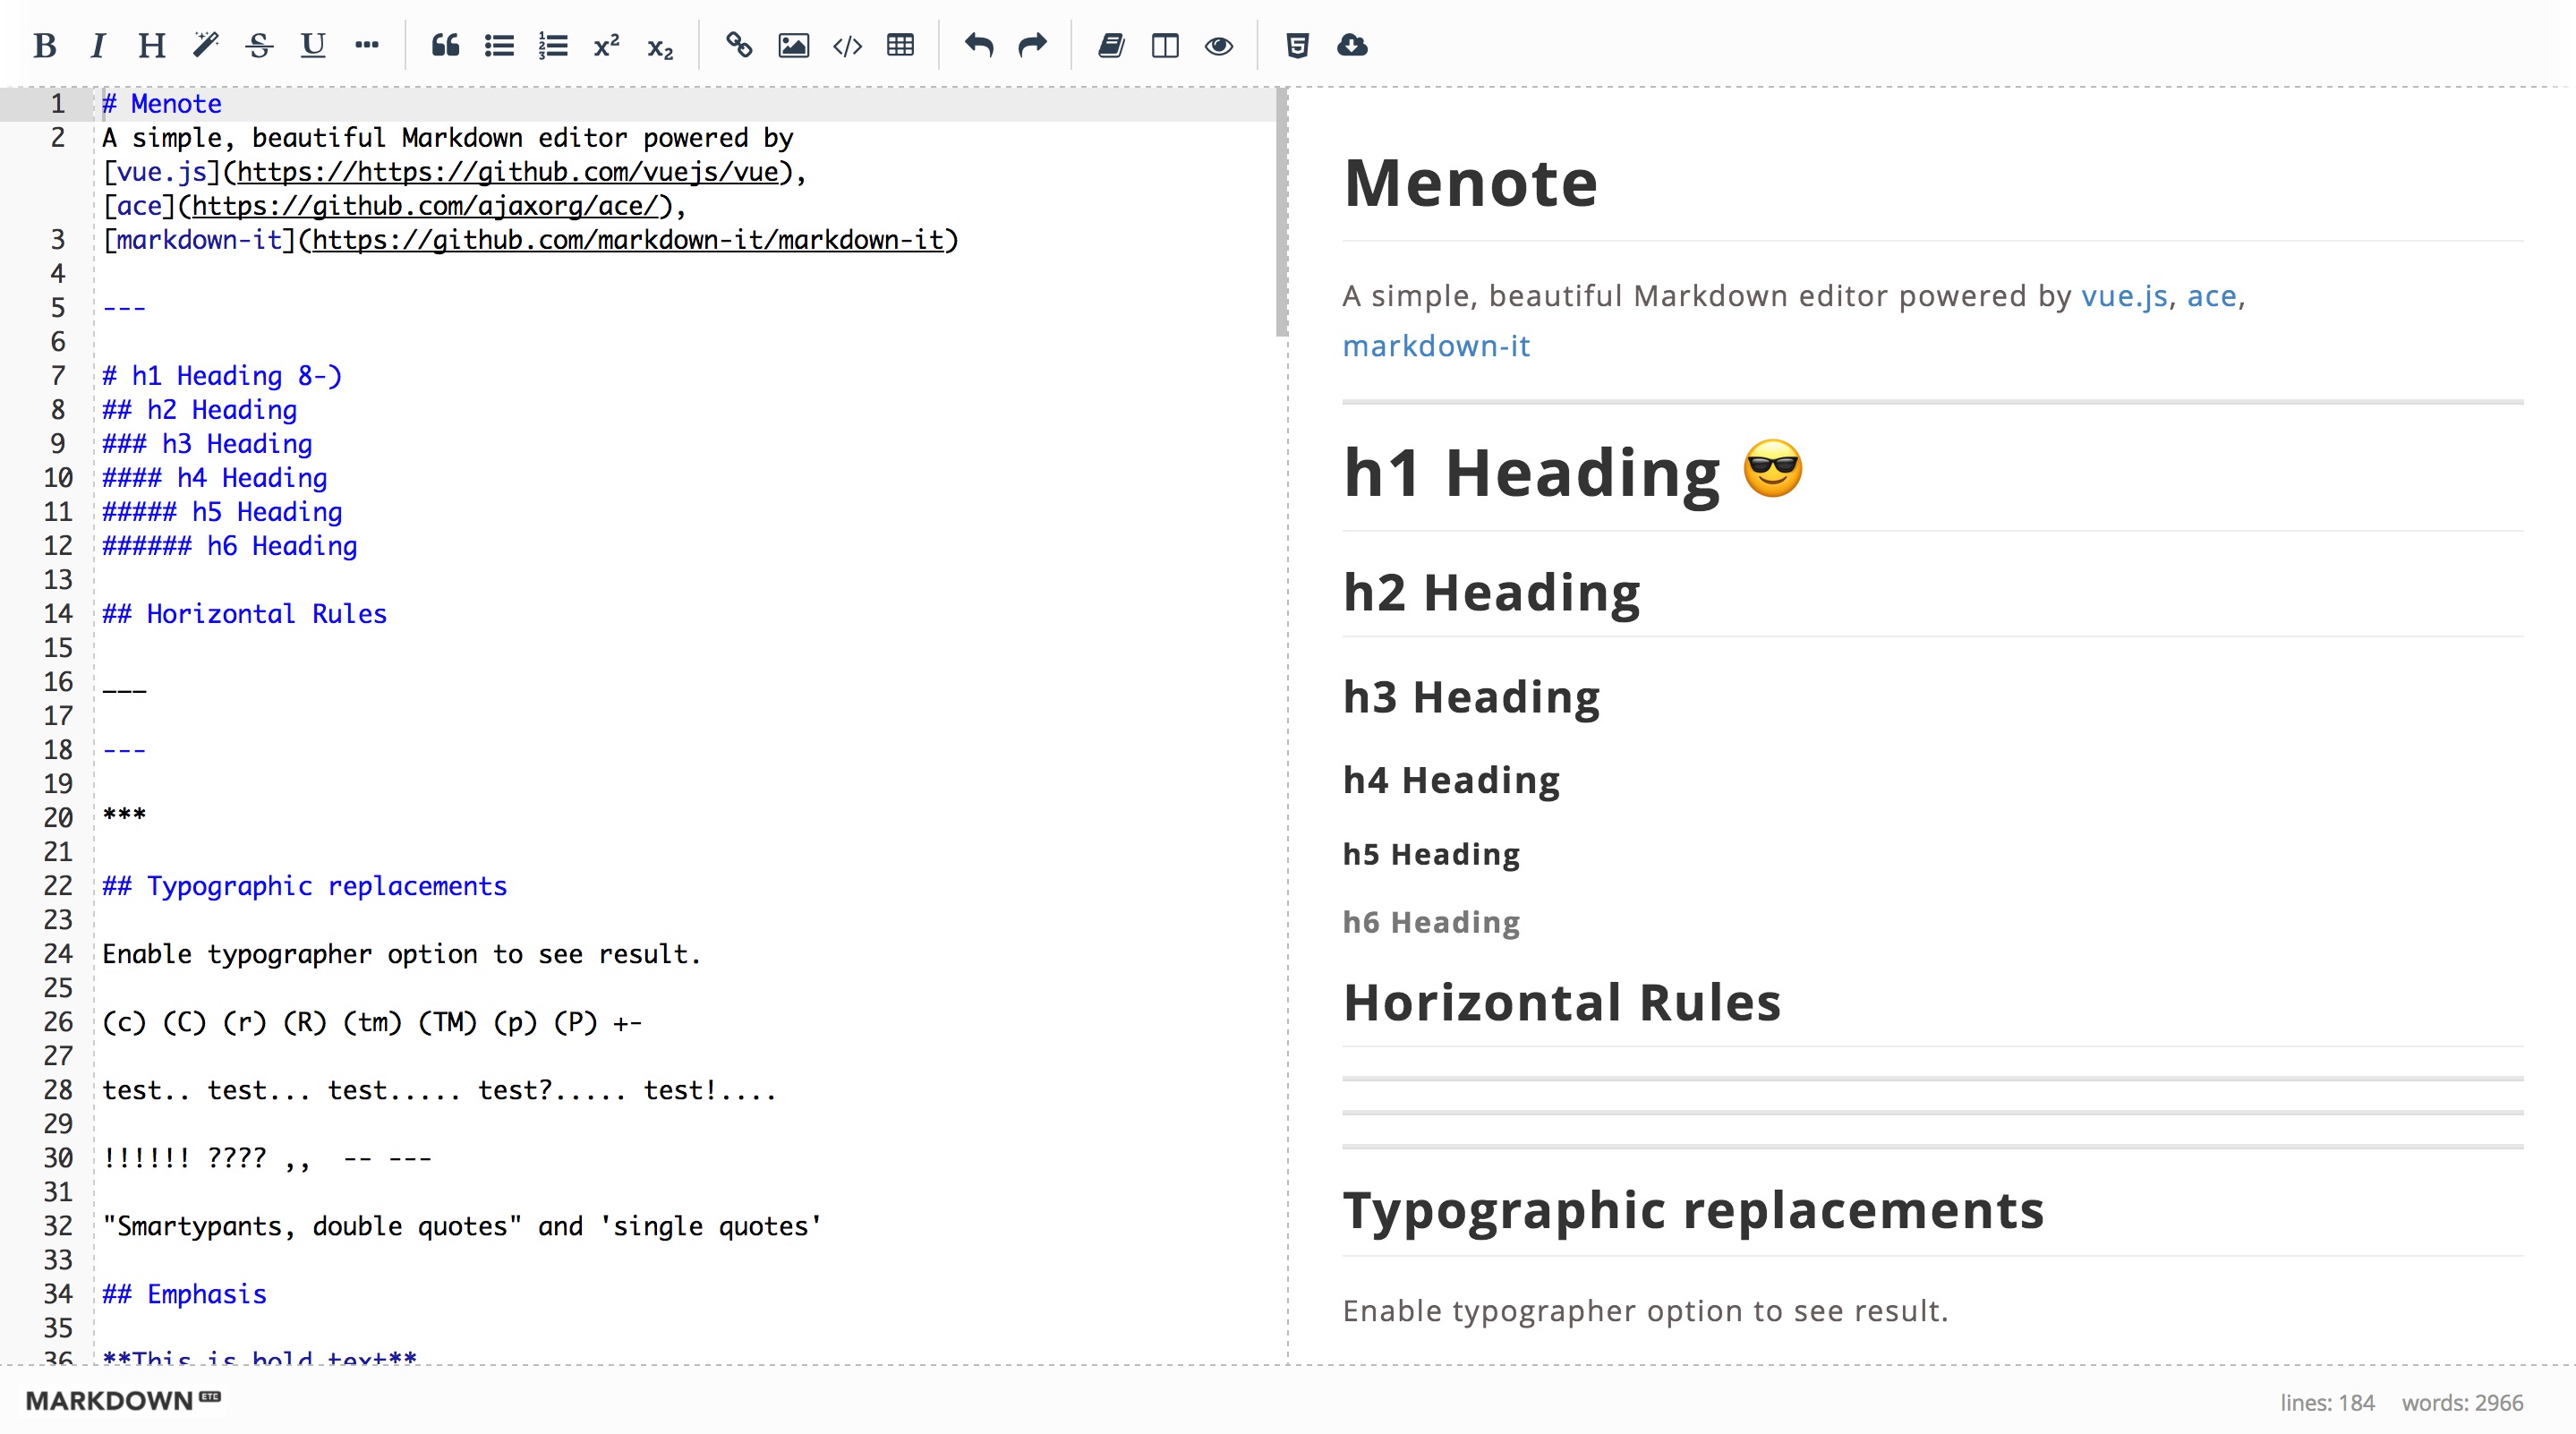 B I H S U ••• x² x₂ </>
1 # Menote
2 A simple, beautiful Markdown editor powered by
[vue.js](https://https://github.com/vuejs/vue),
[ace](https://github.com/ajaxorg/ace/),
3 [markdown-it](https://github.com/markdown-it/markdown-it)
4
5 ---
6
7 # h1 Heading 8-)
8 ## h2 Heading
9 ### h3 Heading
10 #### h4 Heading
11 ##### h5 Heading
12 ###### h6 Heading
13
14 ## Horizontal Rules
15
16 ___
17
18 ---
19
20 ***
21
22 ## Typographic replacements
23
24 Enable typographer option to see result.
25
26 (c) (C) (r) (R) (tm) (TM) (p) (P) +-
27
28 test.. test... test..... test?..... test!....
29
30 !!!!!! ???? ,,  -- ---
31
32 "Smartypants, double quotes" and 'single quotes'
33
34 ## Emphasis
35
36 **This is bold text**
Menote
A simple, beautiful Markdown editor powered by vue.js, ace,
markdown-it
h1 Heading 😎
h2 Heading
h3 Heading
h4 Heading
h5 Heading
h6 Heading
Horizontal Rules
Typographic replacements
Enable typographer option to see result.
MARKDOWN ETC
lines: 184 words: 2966